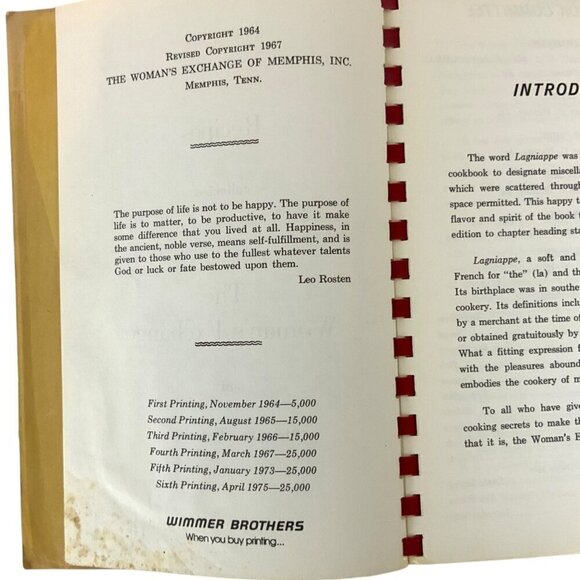 COPYRIGHT 1964
REVISED COPYRIGHT 1967
THE WOMAN'S EXCHANGE OF MEMPHIS, INC.
MEMPHIS, TENN.
The purpose of life is not to be happy. The purpose of
life is to matter, to be productive, to have it make
some difference that you lived at all. Happiness, in
the ancient, noble verse, means self-fulfillment, and is
given to those who use to the fullest whatever talents
God or luck or fate bestowed upon them.
Leo Rosten
First Printing, November 1964—5,000
Second Printing, August 1965—15,000
Third Printing, February 1966—15,000
Fourth Printing, March 1967—25,000
Fifth Printing, January 1973—25,000
Sixth Printing, April 1975—25,000
WIMMER BROTHERS
When you buy printing...
INTROD
The word Lagniappe was
cookbook to designate miscella
which were scattered through
space permitted. This happy t
flavor and spirit of the book
edition to chapter heading sta
Lagniappe, a soft and
French for "the" (la) and th
Its birthplace was in southe
cookery. Its definitions inclu
by a merchant at the time of
or obtained gratuitously by
What a fitting expression f
with the pleasures abound
embodies the cookery of m
To all who have give
cooking secrets to make th
that it is, the Woman's E